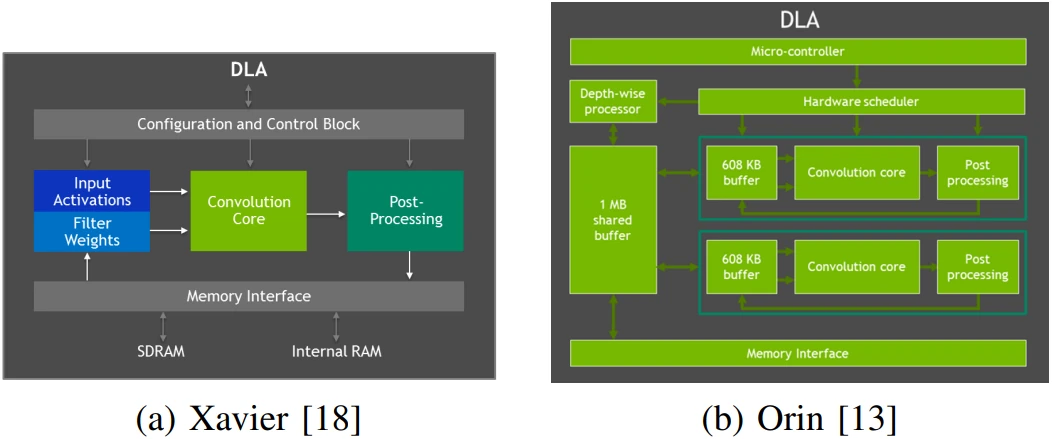 DLA
Configuration and Control Block
Input
Activations
Filter
Weights
Convolution
Core
Post-
Processing
Memory Interface
SDRAM
Internal RAM
(a) Xavier [18]
DLA
Micro-controller
Depth-wise
processor
Hardware scheduler
1 MB
shared
buffer
608 KB
buffer
Convolution core
Post
processing
608 KB
buffer
Convolution core
Post
processing
Memory Interface
(b) Orin [13]